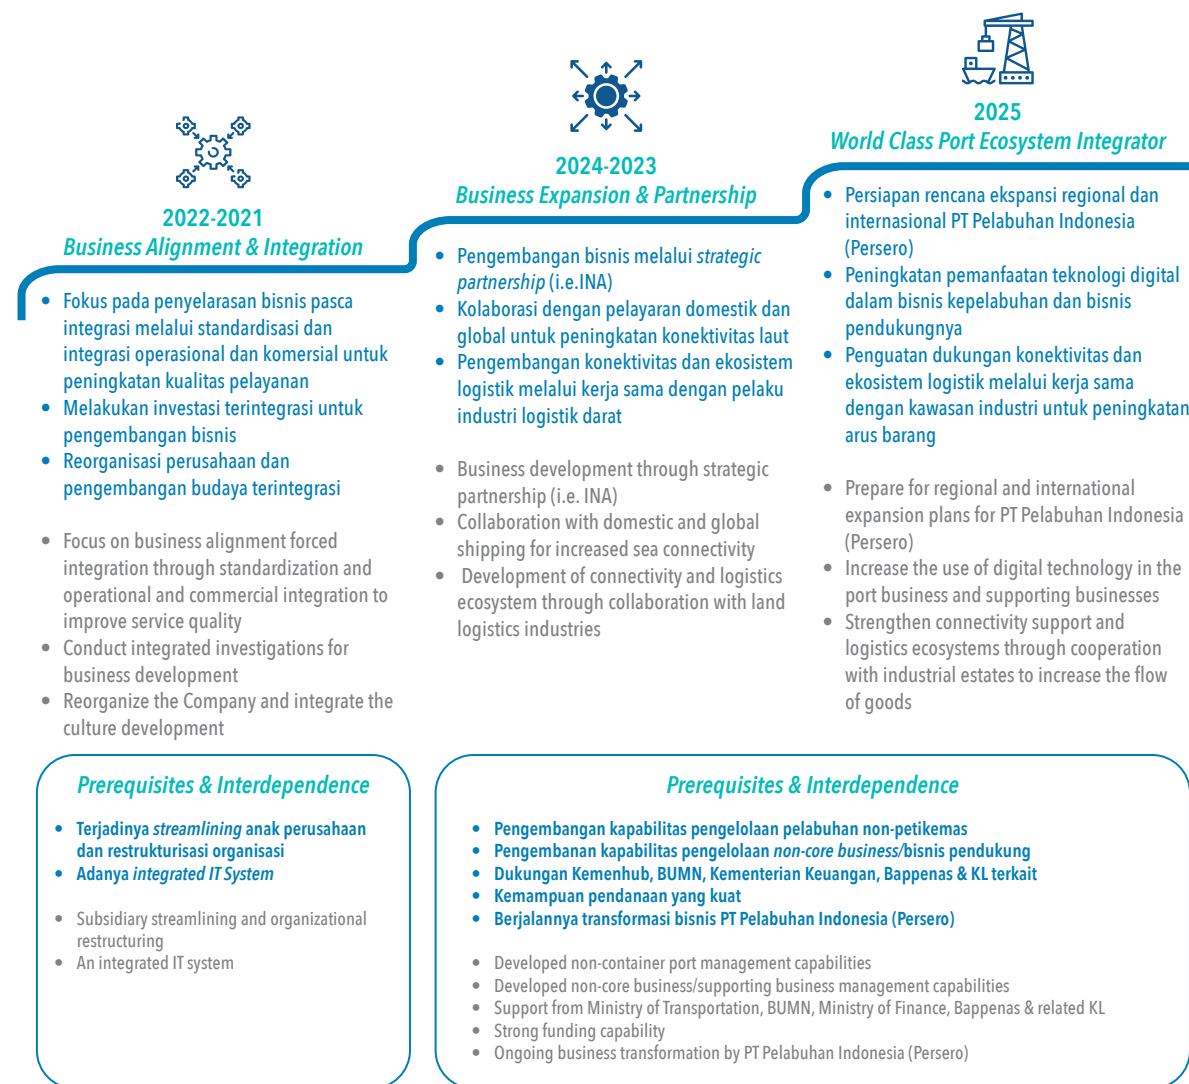 2022-2021
Business Alignment & Integration
• Fokus pada penyelarasan bisnis pasca
integrasi melalui standardisasi dan
integrasi operasional dan komersial untuk
peningkatan kualitas pelayanan
• Melakukan investasi terintegrasi untuk
pengembangan bisnis
• Reorganisasi perusahaan dan
pengembangan budaya terintegrasi
• Focus on business alignment forced
integration through standardization and
operational and commercial integration to
improve service quality
• Conduct integrated investigations for
business development
• Reorganize the Company and integrate the
culture development
2024-2023
Business Expansion & Partnership
• Pengembangan bisnis melalui strategic
partnership (i.e.INA)
• Kolaborasi dengan pelayaran domestik dan
global untuk peningkatan konektivitas laut
• Pengembangan konektivitas dan ekosistem
logistik melalui kerja sama dengan pelaku
industri logistik darat
• Business development through strategic
partnership (i.e. INA)
• Collaboration with domestic and global
shipping for increased sea connectivity
• Development of connectivity and logistics
ecosystem through collaboration with land
logistics industries
2025
World Class Port Ecosystem Integrator
• Persiapan rencana ekspansi regional dan
internasional PT Pelabuhan Indonesia
(Persero)
• Peningkatan pemanfaatan teknologi digital
dalam bisnis kepelabuhan dan bisnis
pendukungnya
• Penguatan dukungan konektivitas dan
ekosistem logistik melalui kerja sama
dengan kawasan industri untuk peningkatan
arus barang
• Prepare for regional and international
expansion plans for PT Pelabuhan Indonesia
(Persero)
• Increase the use of digital technology in the
port business and supporting businesses
• Strengthen connectivity support and
logistics ecosystems through cooperation
with industrial estates to increase the flow
of goods
Prerequisites & Interdependence
• Terjadinya streamlining anak perusahaan
dan restrukturisasi organisasi
• Adanya integrated IT System
• Subsidiary streamlining and organizational
restructuring
• An integrated IT system
Prerequisites & Interdependence
• Pengembangan kapabilitas pengelolaan pelabuhan non-petikemas
• Pengembanan kapabilitas pengelolaan non-core business/bisnis pendukung
• Dukungan Kemenhub, BUMN, Kementerian Keuangan, Bappenas & KL terkait
• Kemampuan pendanaan yang kuat
• Berjalannya transformasi bisnis PT Pelabuhan Indonesia (Persero)
• Developed non-container port management capabilities
• Developed non-core business/supporting business management capabilities
• Support from Ministry of Transportation, BUMN, Ministry of Finance, Bappenas & related KL
• Strong funding capability
• Ongoing business transformation by PT Pelabuhan Indonesia (Persero)